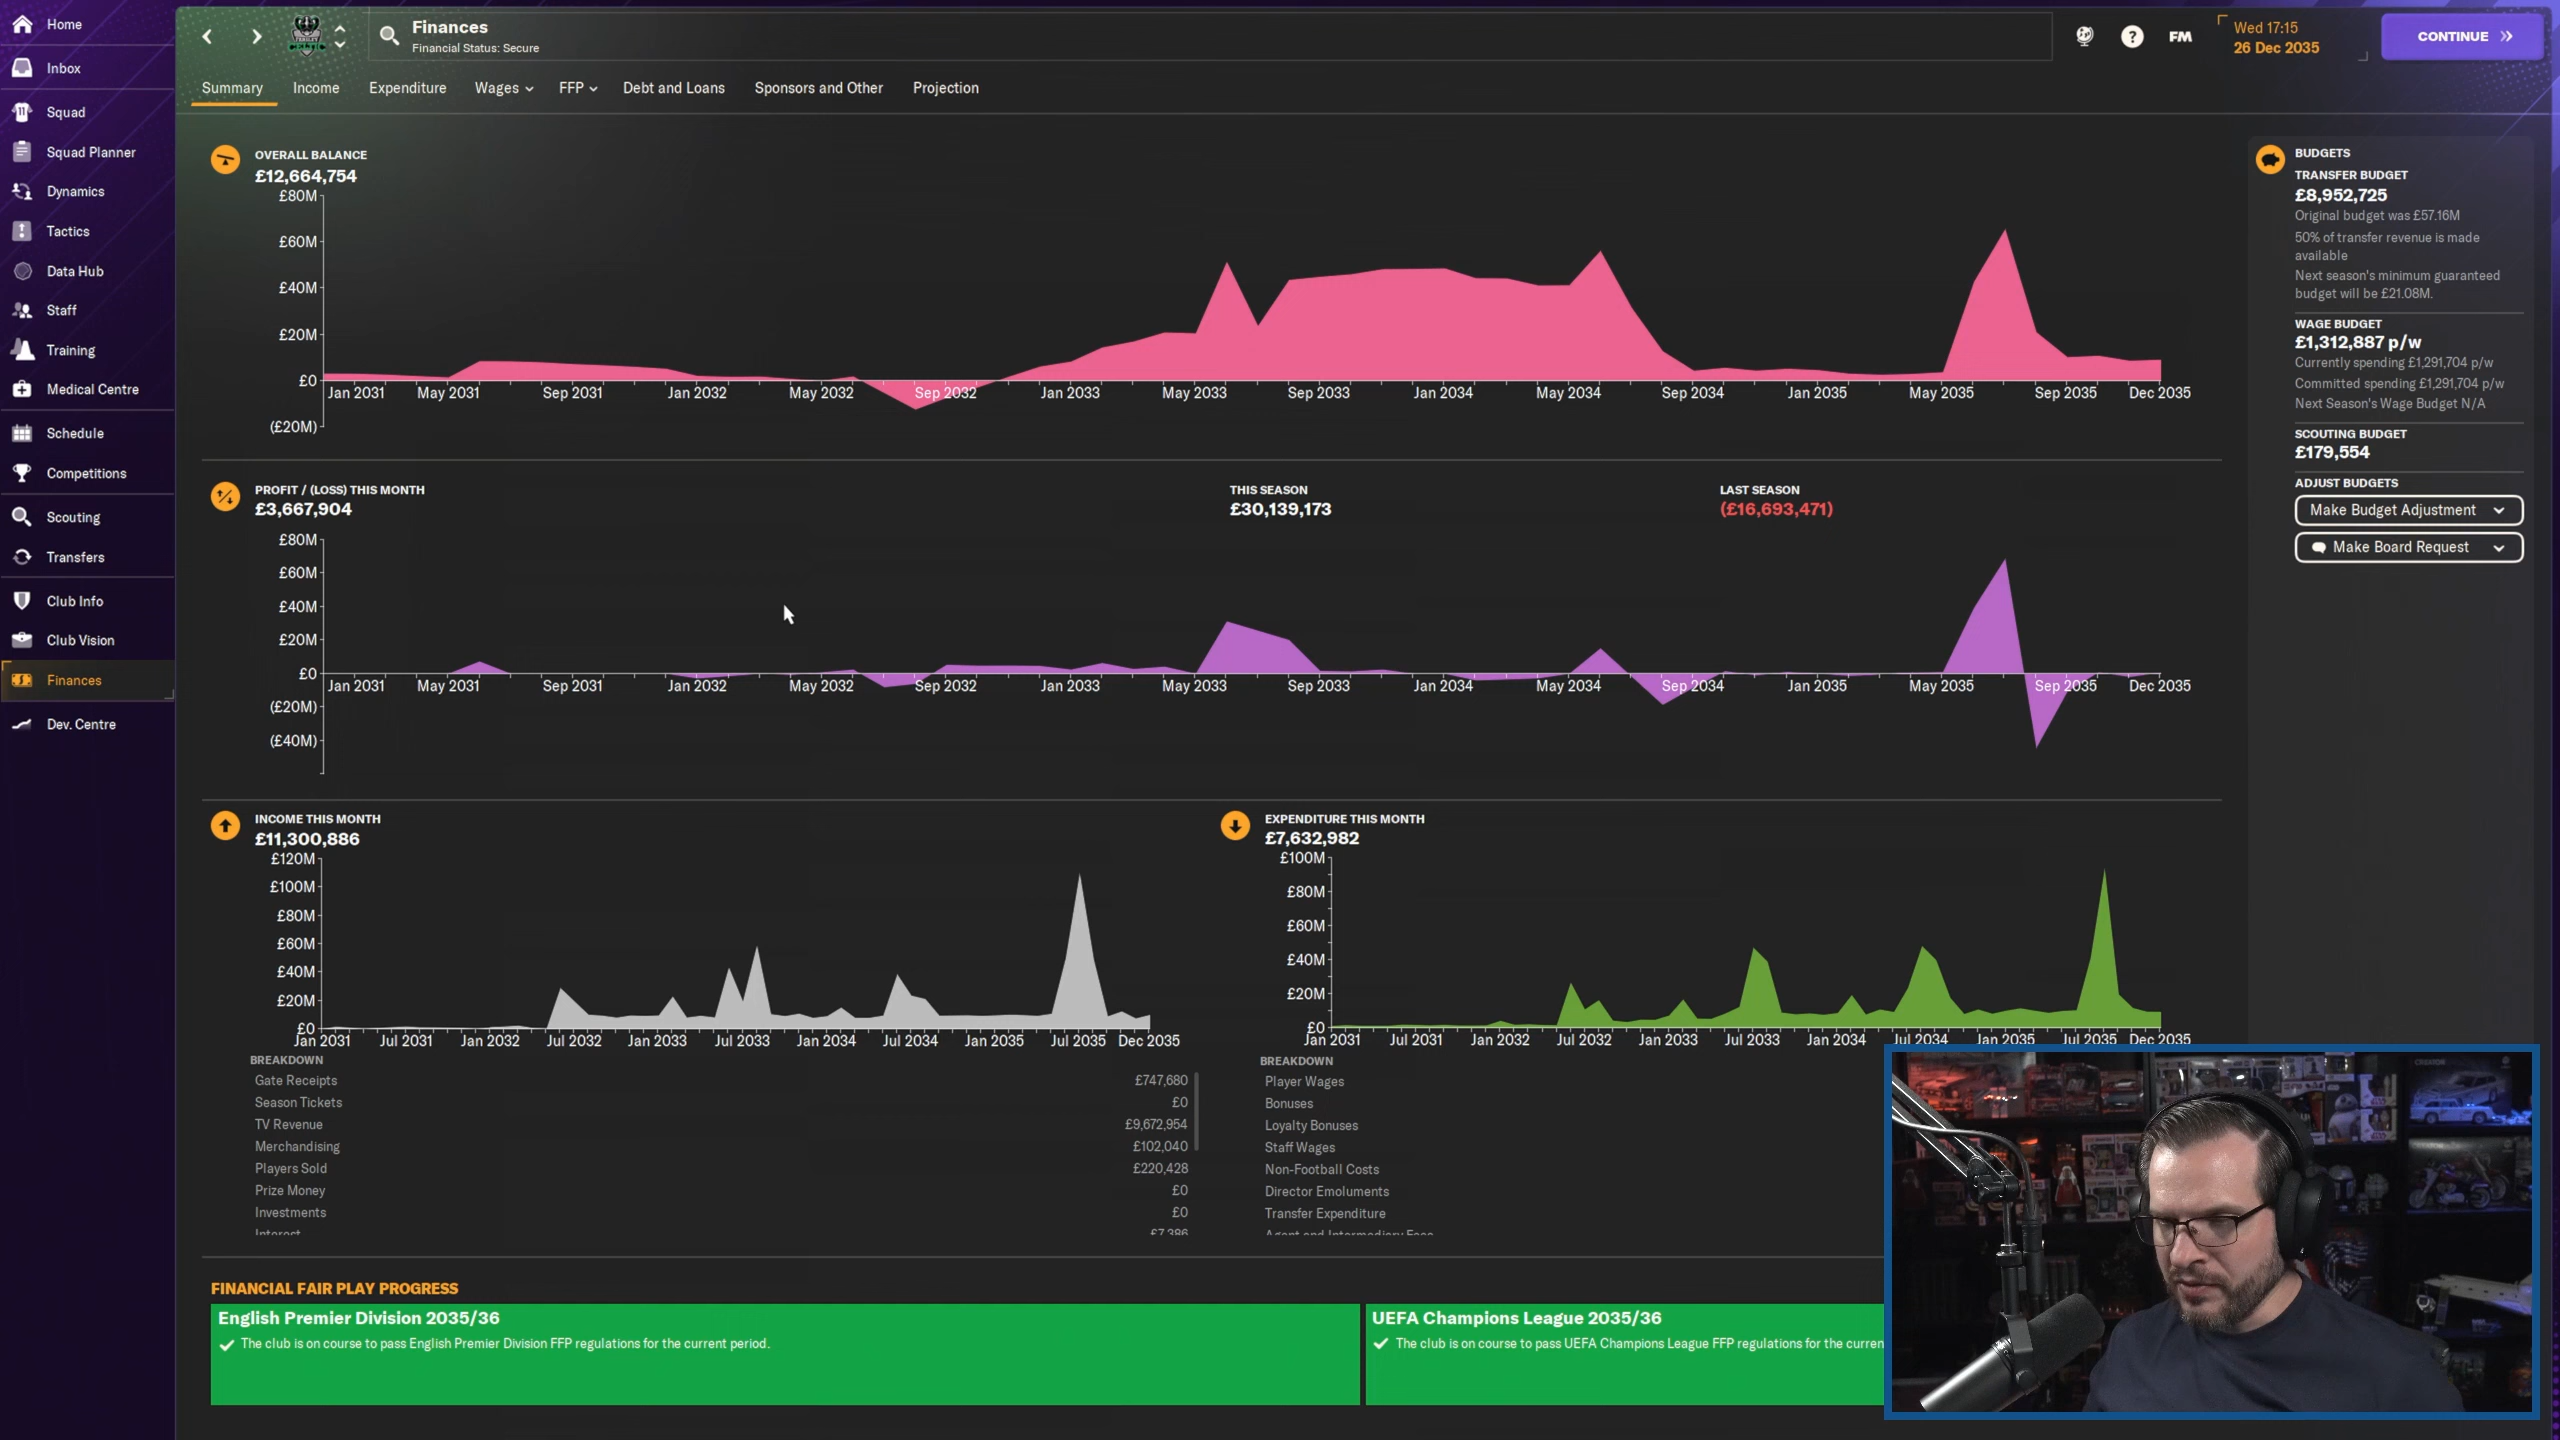 Home
Inbox
Squad
Squad Planner
Dynamics
Tactics
Data Hub
Staff
Training
Medical Centre
Schedule
Competitions
Scouting
Transfers
Club Info
Club Vision
Finances
Dev. Centre
CELTIC
Finances
Financial Status: Secure
FM
Wed 17:15
26 Dec 2035
CONTINUE
Summary Income Expenditure Wages FFP Debt and Loans Sponsors and Other Projection
OVERALL BALANCE
£12,664,754
£80M
£60M
£40M
£20M
£0
(£20M)
Jan 2031 May 2031 Sep 2031 Jan 2032 May 2032 Sep 2032 Jan 2033 May 2033 Sep 2033 Jan 2034 May 2034 Sep 2034 Jan 2035 May 2035 Sep 2035 Dec 2035
PROFIT / (LOSS) THIS MONTH
£3,667,904
THIS SEASON
£30,139,173
LAST SEASON
(£16,693,471)
£80M
£60M
£40M
£20M
£0
(£20M)
(£40M)
Jan 2031 May 2031 Sep 2031 Jan 2032 May 2032 Sep 2032 Jan 2033 May 2033 Sep 2033 Jan 2034 May 2034 Sep 2034 Jan 2035 May 2035 Sep 2035 Dec 2035
INCOME THIS MONTH
£11,300,886
£120M
£100M
£80M
£60M
£40M
£20M
£0
Jan 2031 Jul 2031 Jan 2032 Jul 2032 Jan 2033 Jul 2033 Jan 2034 Jul 2034 Jan 2035 Jul 2035 Dec 2035
BREAKDOWN
Gate Receipts £747,680
Season Tickets £0
TV Revenue £9,672,954
Merchandising £102,040
Players Sold £220,428
Prize Money £0
Investments £0
Interest £7,386
EXPENDITURE THIS MONTH
£7,632,982
£100M
£80M
£60M
£40M
£20M
£0
Jan 2031 Jul 2031 Jan 2032 Jul 2032 Jan 2033 Jul 2033 Jan 2034 Jul 2034 Jan 2035 Jul 2035 Dec 2035
BREAKDOWN
Player Wages
Bonuses
Loyalty Bonuses
Staff Wages
Non-Football Costs
Director Emoluments
Transfer Expenditure
Agent and Intermediary Fees
FINANCIAL FAIR PLAY PROGRESS
English Premier Division 2035/36
The club is on course to pass English Premier Division FFP regulations for the current period.
UEFA Champions League 2035/36
The club is on course to pass UEFA Champions League FFP regulations for the curren
BUDGETS
TRANSFER BUDGET
£8,952,725
Original budget was £57.16M
50% of transfer revenue is made
available
Next season's minimum guaranteed
budget will be £21.08M.
WAGE BUDGET
£1,312,887 p/w
Currently spending £1,291,704 p/w
Committed spending £1,291,704 p/w
Next Season's Wage Budget N/A
SCOUTING BUDGET
£179,554
ADJUST BUDGETS
Make Budget Adjustment
Make Board Request